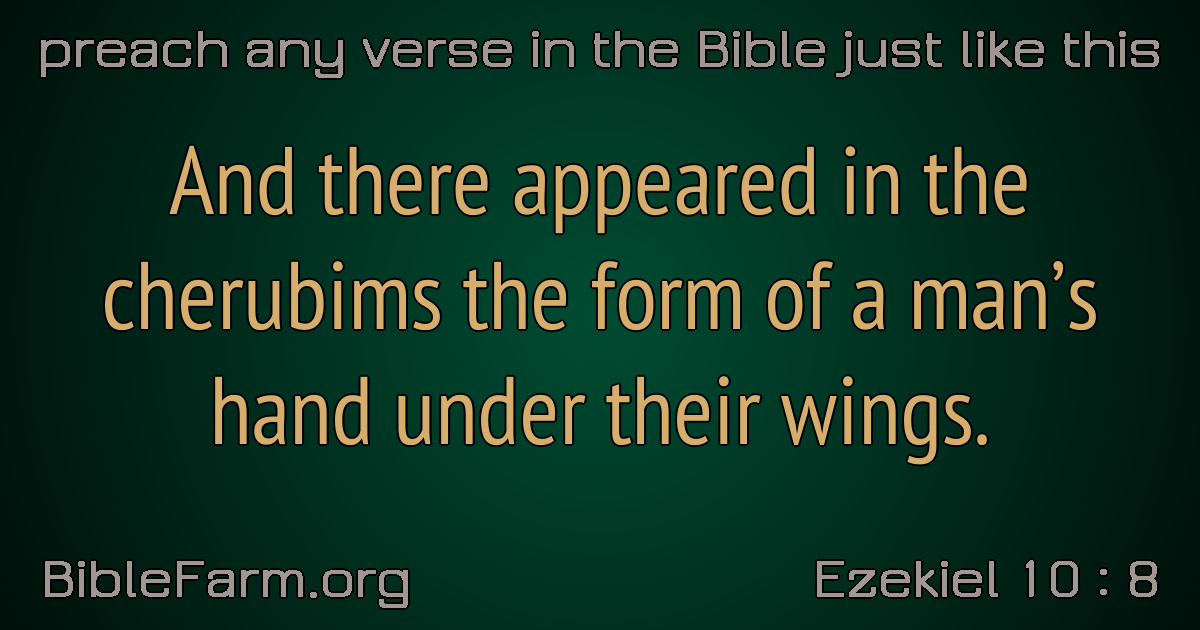 preach any verse in the Bible just like this
And there appeared in the
cherubims the form of a man’s
hand under their wings.
BibleFarm.org
Ezekiel 10 : 8